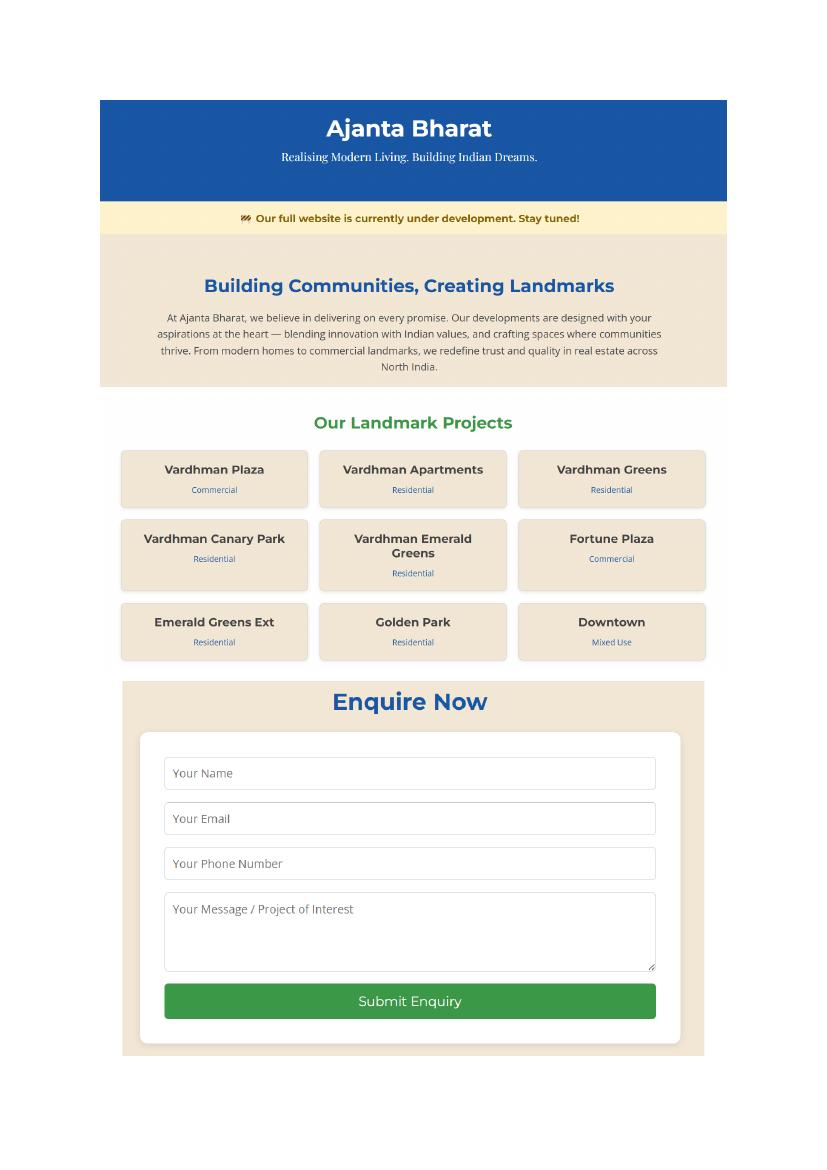 Ajanta Bharat
Realising Modern Living. Building Indian Dreams.
🚧 Our full website is currently under development. Stay tuned!
Building Communities, Creating Landmarks
At Ajanta Bharat, we believe in delivering on every promise. Our developments are designed with your
aspirations at the heart — blending innovation with Indian values, and crafting spaces where communities
thrive. From modern homes to commercial landmarks, we redefine trust and quality in real estate across
North India.
Our Landmark Projects
Vardhman Plaza
Commercial
Vardhman Apartments
Residential
Vardhman Greens
Residential
Vardhman Canary Park
Residential
Vardhman Emerald
Greens
Residential
Fortune Plaza
Commercial
Emerald Greens Ext
Residential
Golden Park
Residential
Downtown
Mixed Use
Enquire Now
Your Name
Your Email
Your Phone Number
Your Message / Project of Interest
Submit Enquiry